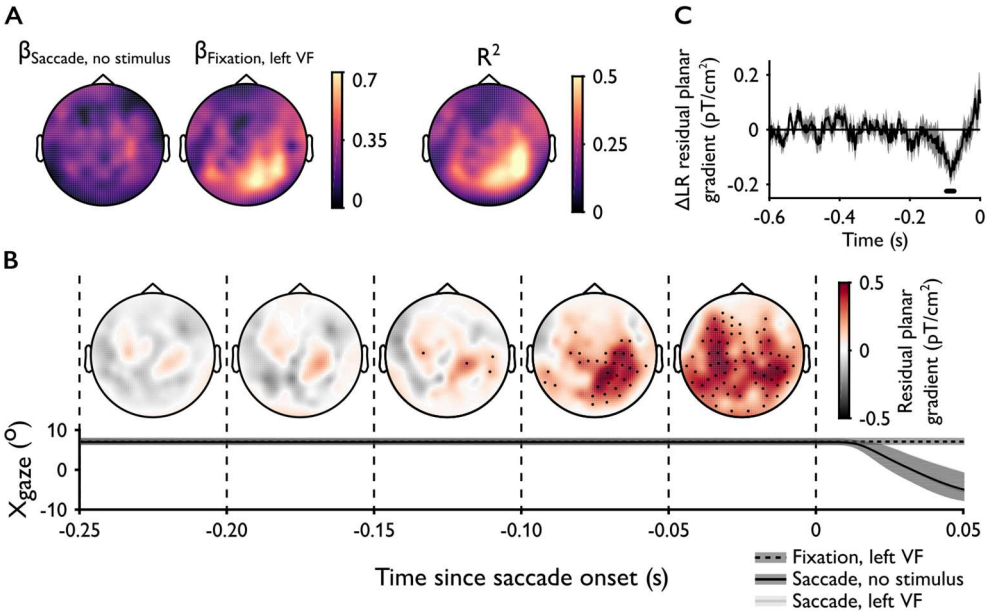 A
βSaccade, no stimulus
βFixation, left VF
0.7
0.35
0
R²
0.5
0.25
0
C
ΔLR residual planar
gradient (pT/cm²)
0.2
0
-0.2
-0.6
-0.4
-0.2
0
Time (s)
B
0.5
0
-0.5
Residual planar
gradient (pT/cm²)
Xgaze (°)
10
0
-10
-0.25
-0.20
-0.15
-0.10
-0.05
0
0.05
Time since saccade onset (s)
Fixation, left VF
Saccade, no stimulus
Saccade, left VF